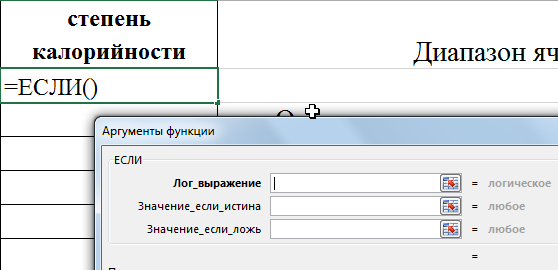 степень
калорийности
Диапазон яч
=ЕСЛИ()
Аргументы функции
ЕСЛИ
Лог_выражение = логическое
Значение_если_истина = любое
Значение_если_ложь = любое
=